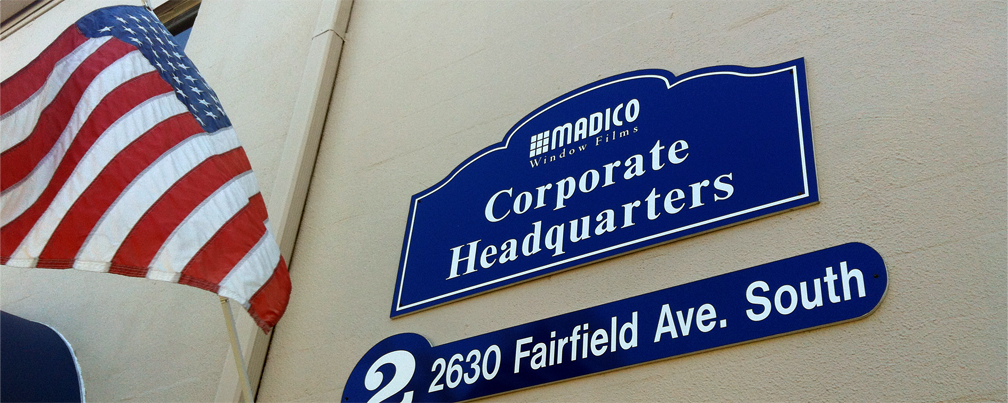 MADICO
Window Films
Corporate
Headquarters
2 2630 Fairfield Ave. South